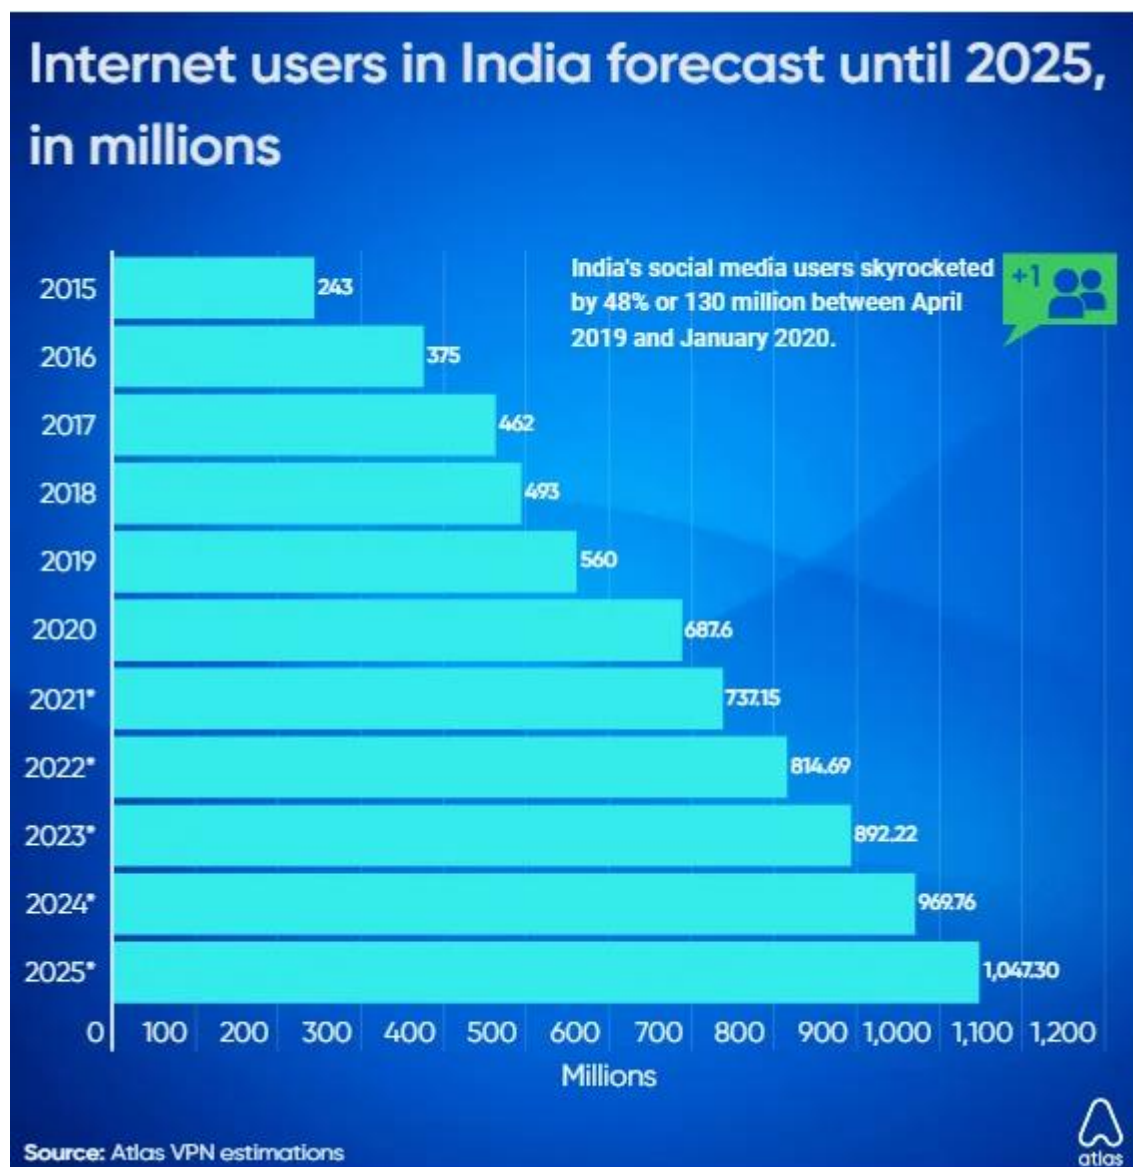 Internet users in India forecast until 2025,
in millions
India's social media users skyrocketed
by 48% or 130 million between April
2019 and January 2020.
+1
2015 243
2016 375
2017 462
2018 493
2019 560
2020 687.6
2021* 737.15
2022* 814.69
2023* 892.22
2024* 969.76
2025* 1,047.30
0 100 200 300 400 500 600 700 800 900 1,000 1,100 1,200
Millions
Source: Atlas VPN estimations
atlas